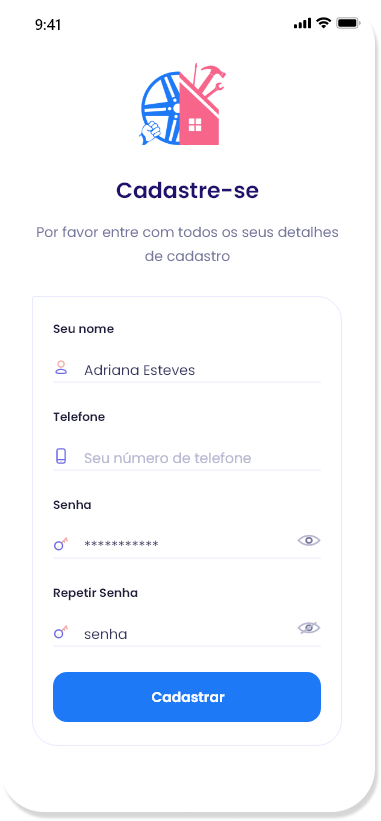 9:41
Cadastre-se
Por favor entre com todos os seus detalhes
de cadastro
Seu nome
Adriana Esteves
Telefone
Seu número de telefone
Senha
***********
Repetir Senha
senha
Cadastrar